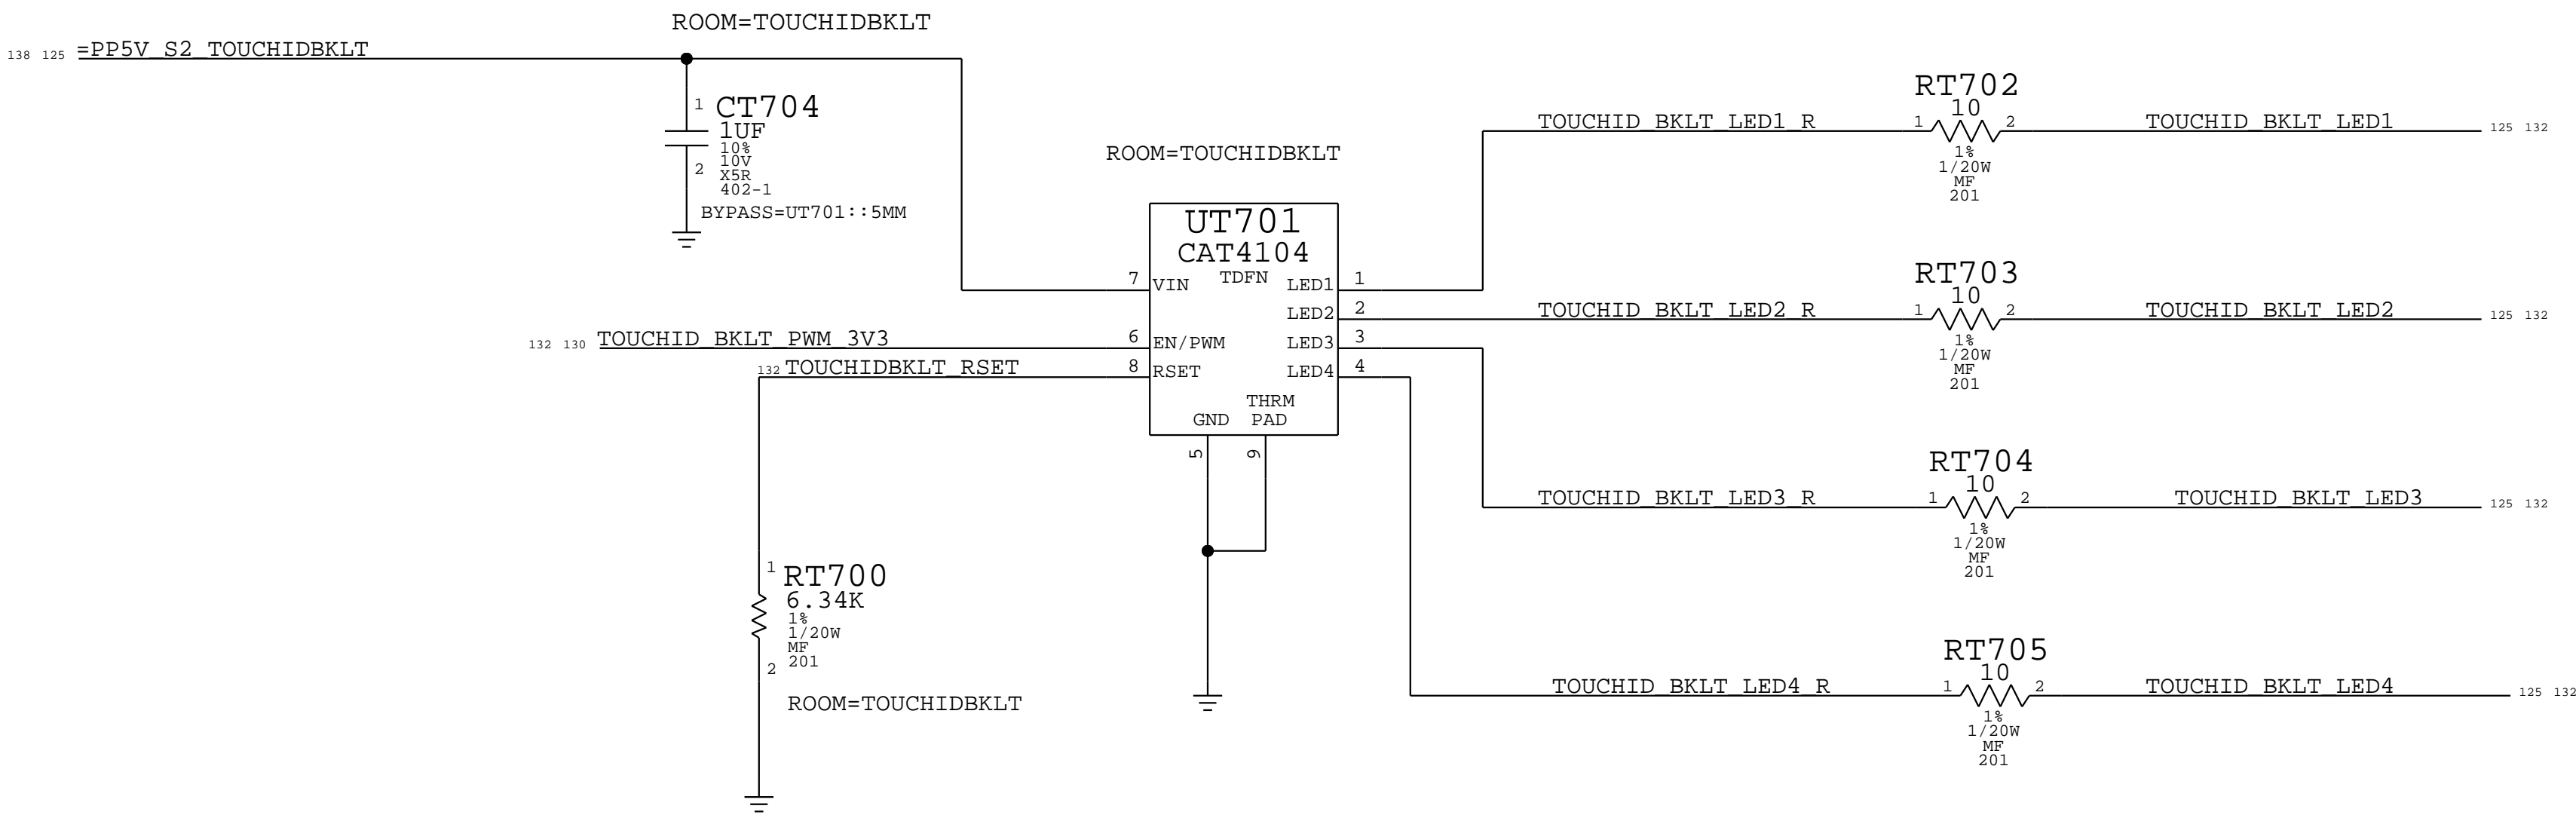 ROOM=TOUCHIDBKLT
138 125 =PP5V_S2_TOUCHIDBKLT
1 CT704
1UF
10%
10V
2 X5R
402-1
BYPASS=UT701::5MM
ROOM=TOUCHIDBKLT
UT701
CAT4104
TDFN
7 VIN
LED1 1
LED2 2
132 130 TOUCHID_BKLT_PWM_3V3
6 EN/PWM
LED3 3
132 TOUCHIDBKLT_RSET
8 RSET
LED4 4
THRM
GND PAD
5 9
1 RT700
6.34K
1%
1/20W
MF
2 201
ROOM=TOUCHIDBKLT
RT702
TOUCHID_BKLT_LED1_R 1 10 2 TOUCHID_BKLT_LED1 125 132
1%
1/20W
MF
201
RT703
TOUCHID_BKLT_LED2_R 1 10 2 TOUCHID_BKLT_LED2 125 132
1%
1/20W
MF
201
RT704
TOUCHID_BKLT_LED3_R 1 10 2 TOUCHID_BKLT_LED3 125 132
1%
1/20W
MF
201
RT705
TOUCHID_BKLT_LED4_R 1 10 2 TOUCHID_BKLT_LED4 125 132
1%
1/20W
MF
201